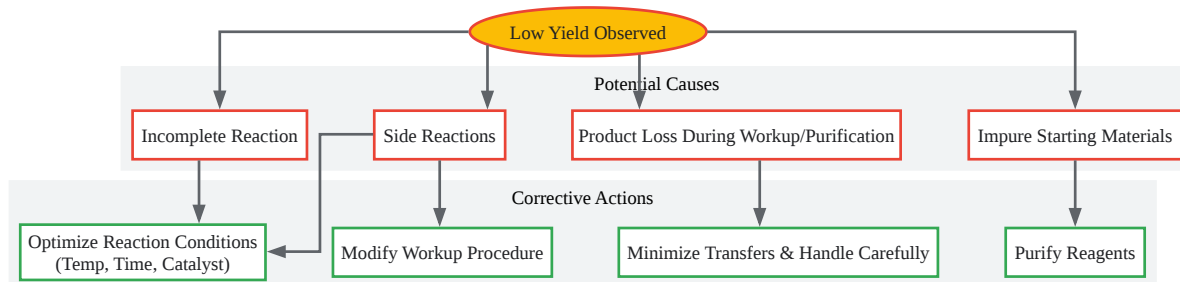 Low Yield Observed
Potential Causes
Incomplete Reaction
Side Reactions
Product Loss During Workup/Purification
Impure Starting Materials
Corrective Actions
Optimize Reaction Conditions
(Temp, Time, Catalyst)
Modify Workup Procedure
Minimize Transfers & Handle Carefully
Purify Reagents